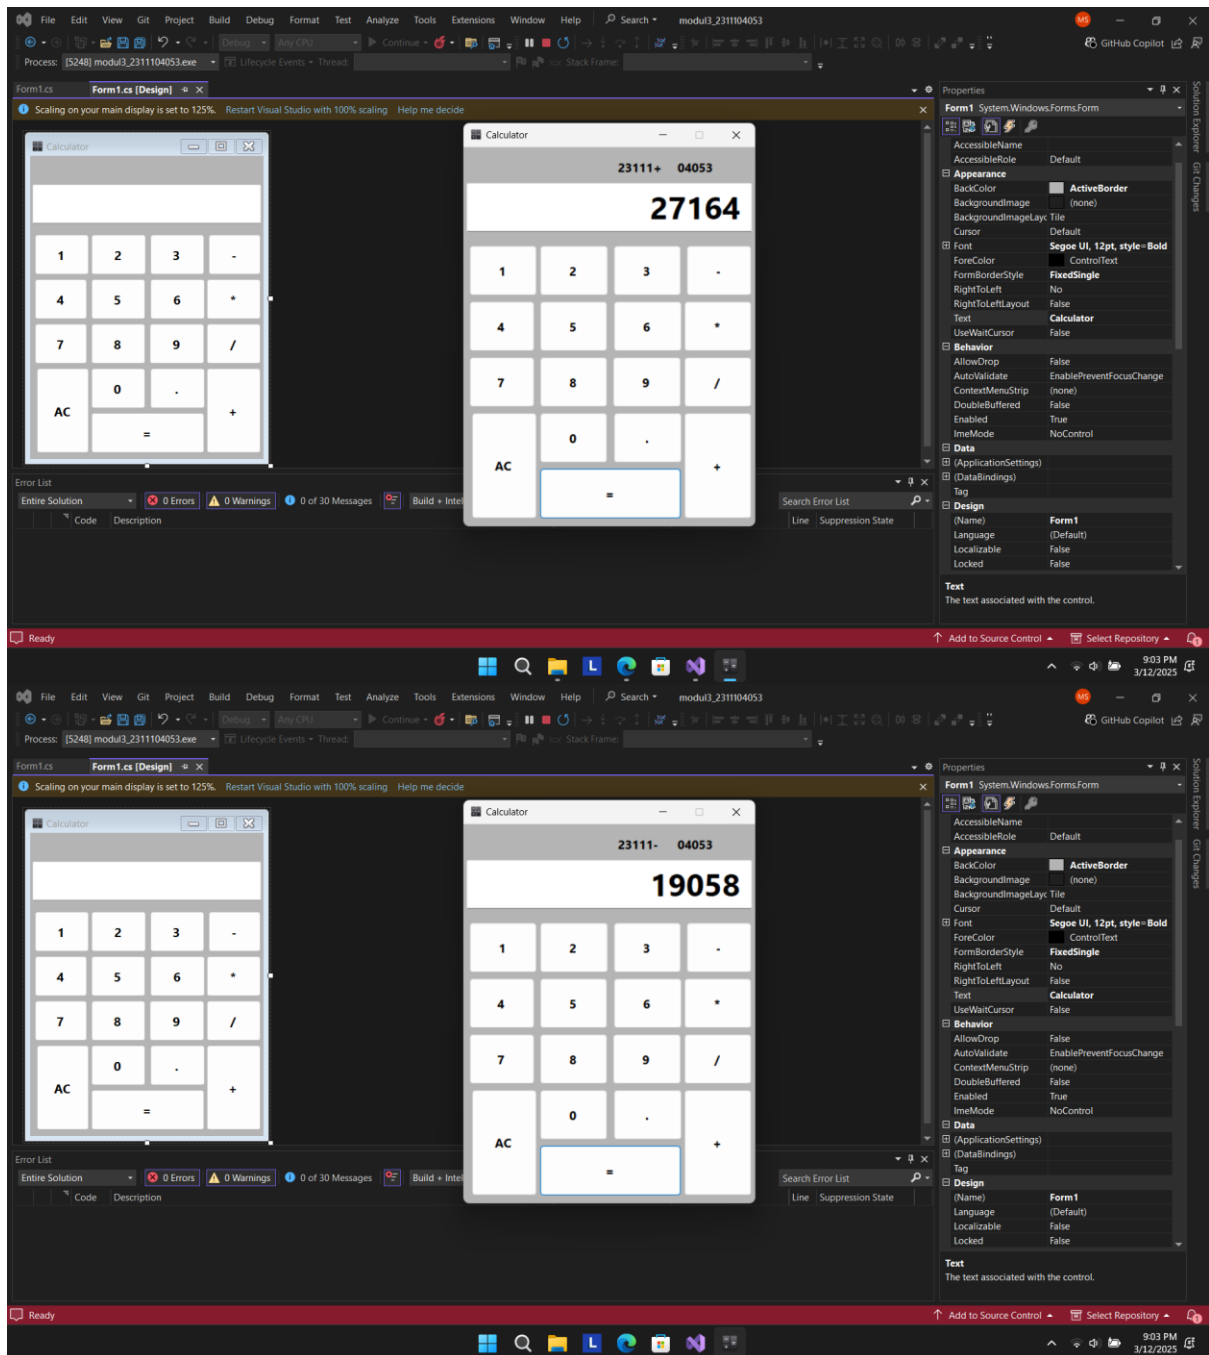 File Edit View Git Project Build Debug Format Test Analyze Tools Extensions Window Help Search modul3_2311104053 MS
Debug Any CPU Continue GitHub Copilot
Process: [5248] modul3_2311104053.exe Lifecycle Events Thread: Stack Frame:
Form1.cs Form1.cs [Design]
Scaling on your main display is set to 125%. Restart Visual Studio with 100% scaling Help me decide
Calculator
1 2 3 -
4 5 6 *
7 8 9 /
AC 0 . +
=
Calculator
23111+ 04053
27164
1 2 3 -
4 5 6 *
7 8 9 /
AC 0 . +
=
Properties
Form1 System.Windows.Forms.Form
AccessibleName
AccessibleRole Default
Appearance
BackColor ActiveBorder
BackgroundImage (none)
BackgroundImageLayc Tile
Cursor Default
Font Segoe UI, 12pt, style=Bold
ForeColor ControlText
FormBorderStyle FixedSingle
RightToLeft No
RightToLeftLayout False
Text Calculator
UseWaitCursor False
Behavior
AllowDrop False
AutoValidate EnablePreventFocusChange
ContextMenuStrip (none)
DoubleBuffered False
Enabled True
ImeMode NoControl
Data
(ApplicationSettings)
(DataBindings)
Tag
Design
(Name) Form1
Language (Default)
Localizable False
Locked False
Text
The text associated with the control.
Solution Explorer
Git Changes
Error List
Entire Solution 0 Errors 0 Warnings 0 of 30 Messages Build + Intel Search Error List
Code Description Line Suppression State
Ready Add to Source Control Select Repository
L 9:03 PM
3/12/2025
File Edit View Git Project Build Debug Format Test Analyze Tools Extensions Window Help Search modul3_2311104053 MS
Debug Any CPU Continue GitHub Copilot
Process: [5248] modul3_2311104053.exe Lifecycle Events Thread: Stack Frame:
Form1.cs Form1.cs [Design]
Scaling on your main display is set to 125%. Restart Visual Studio with 100% scaling Help me decide
Calculator
1 2 3 -
4 5 6 *
7 8 9 /
AC 0 . +
=
Calculator
23111- 04053
19058
1 2 3 -
4 5 6 *
7 8 9 /
AC 0 . +
=
Properties
Form1 System.Windows.Forms.Form
AccessibleName
AccessibleRole Default
Appearance
BackColor ActiveBorder
BackgroundImage (none)
BackgroundImageLayc Tile
Cursor Default
Font Segoe UI, 12pt, style=Bold
ForeColor ControlText
FormBorderStyle FixedSingle
RightToLeft No
RightToLeftLayout False
Text Calculator
UseWaitCursor False
Behavior
AllowDrop False
AutoValidate EnablePreventFocusChange
ContextMenuStrip (none)
DoubleBuffered False
Enabled True
ImeMode NoControl
Data
(ApplicationSettings)
(DataBindings)
Tag
Design
(Name) Form1
Language (Default)
Localizable False
Locked False
Text
The text associated with the control.
Solution Explorer
Git Changes
Error List
Entire Solution 0 Errors 0 Warnings 0 of 30 Messages Build + Intel Search Error List
Code Description Line Suppression State
Ready Add to Source Control Select Repository
L 9:03 PM
3/12/2025